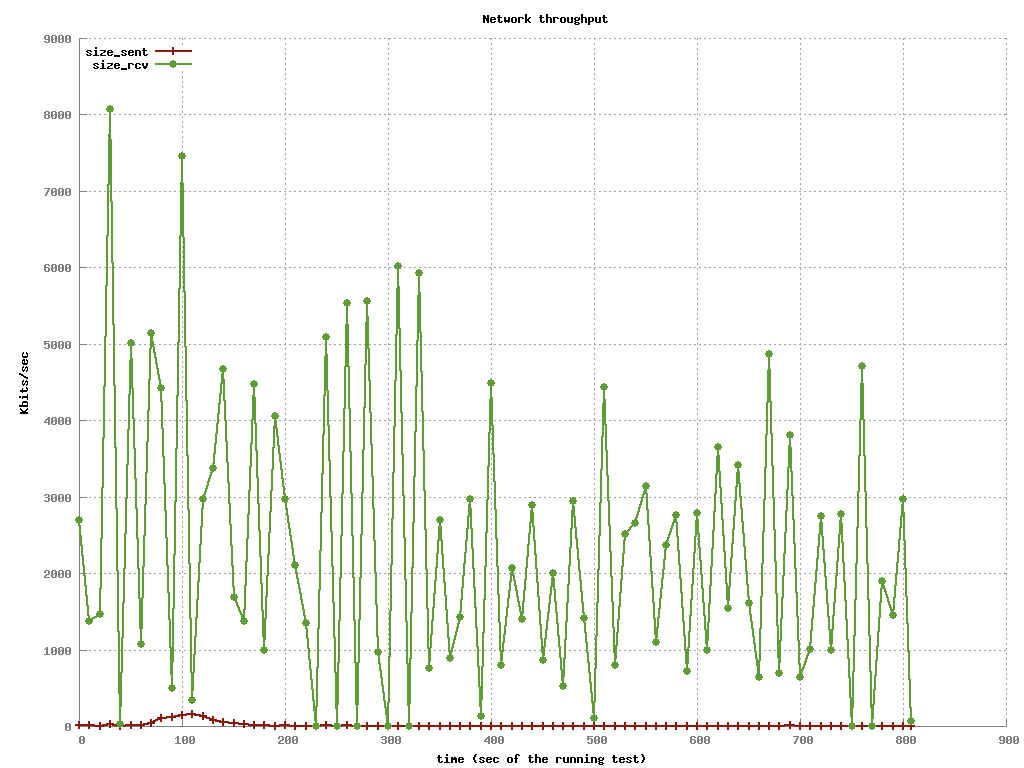 Network throughput
size_sent
size_rcv
9000
8000
7000
6000
5000
4000
3000
2000
1000
0
Kbits/sec
0 100 200 300 400 500 600 700 800 900
time (sec of the running test)